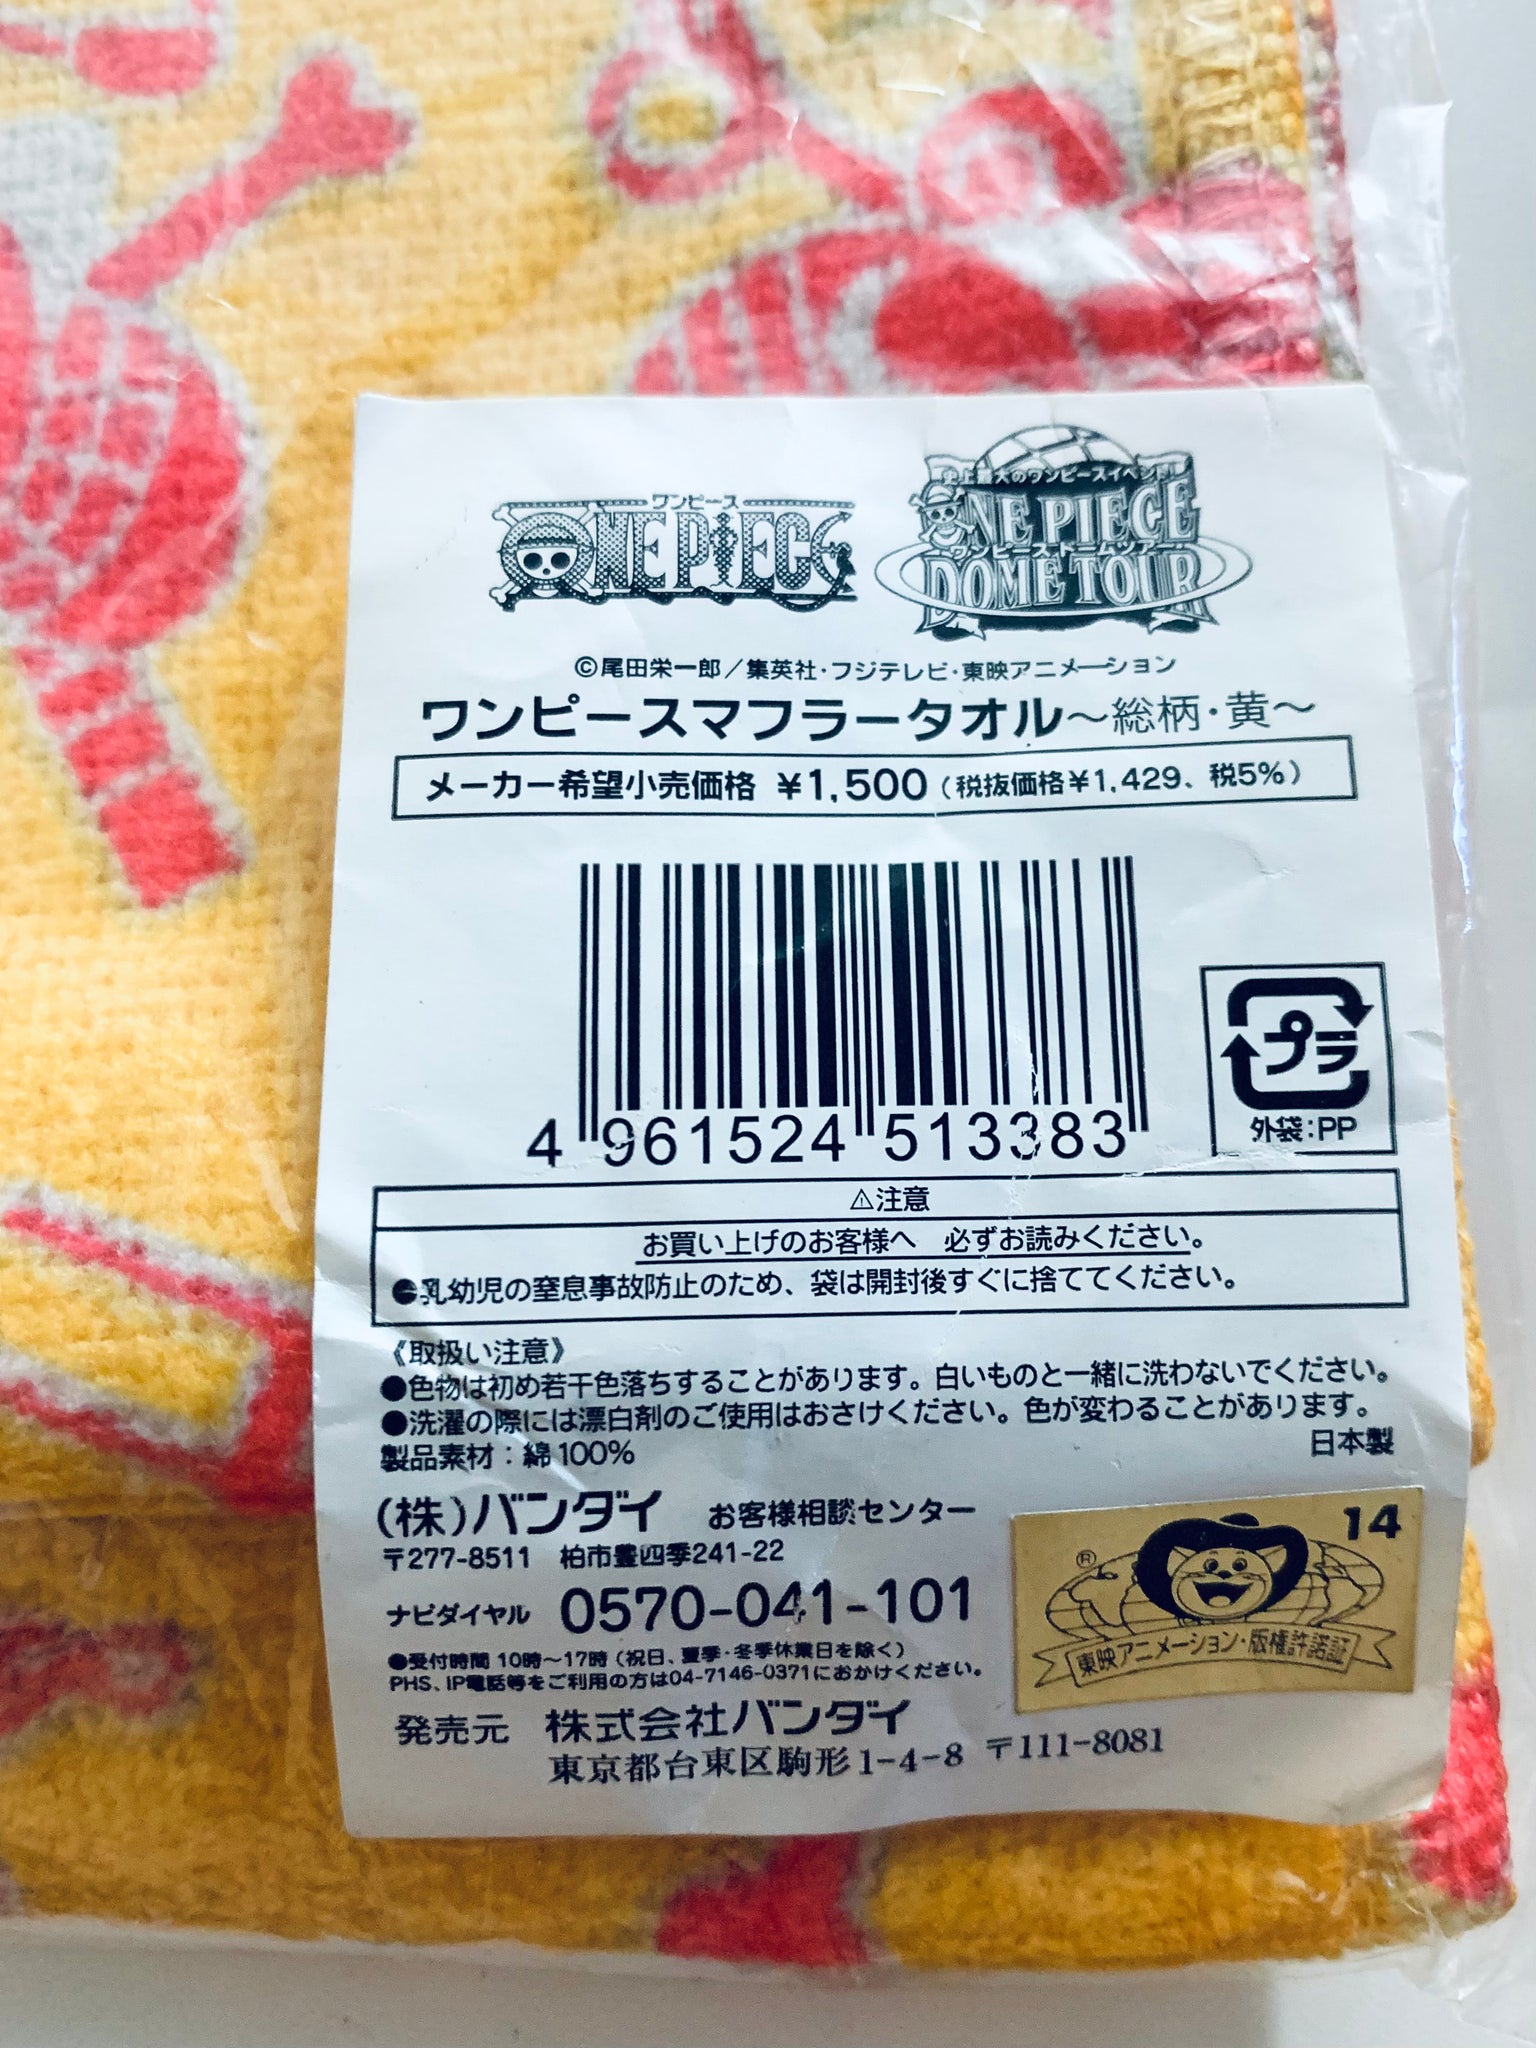 ワンピース
ONE PIECE
史上最大のワンピースイベント!
ONE PIECE
ワンピースドームツアー
DOME TOUR
©尾田栄一郎／集英社・フジテレビ・東映アニメーション
ワンピースマフラータオル～総柄・黄～
メーカー希望小売価格 ¥1,500（税抜価格¥1,429、税5%）
4 961524 513383
プラ
外袋:PP
⚠注意
お買い上げのお客様へ 必ずお読みください。
●乳幼児の窒息事故防止のため、袋は開封後すぐに捨ててください。
《取扱い注意》
●色物は初め若干色落ちすることがあります。白いものと一緒に洗わないでください。
●洗濯の際には漂白剤のご使用はおさけください。色が変わることがあります。
製品素材：綿100%
日本製
(株)バンダイ お客様相談センター
〒277-8511 柏市豊四季241-22
ナビダイヤル 0570-041-101
●受付時間 10時～17時（祝日、夏季・冬季休業日を除く）
PHS、IP電話等をご利用の方は04-7146-0371におかけください。
14
®
東映アニメーション・版権許諾証
発売元 株式会社バンダイ
東京都台東区駒形1-4-8 〒111-8081